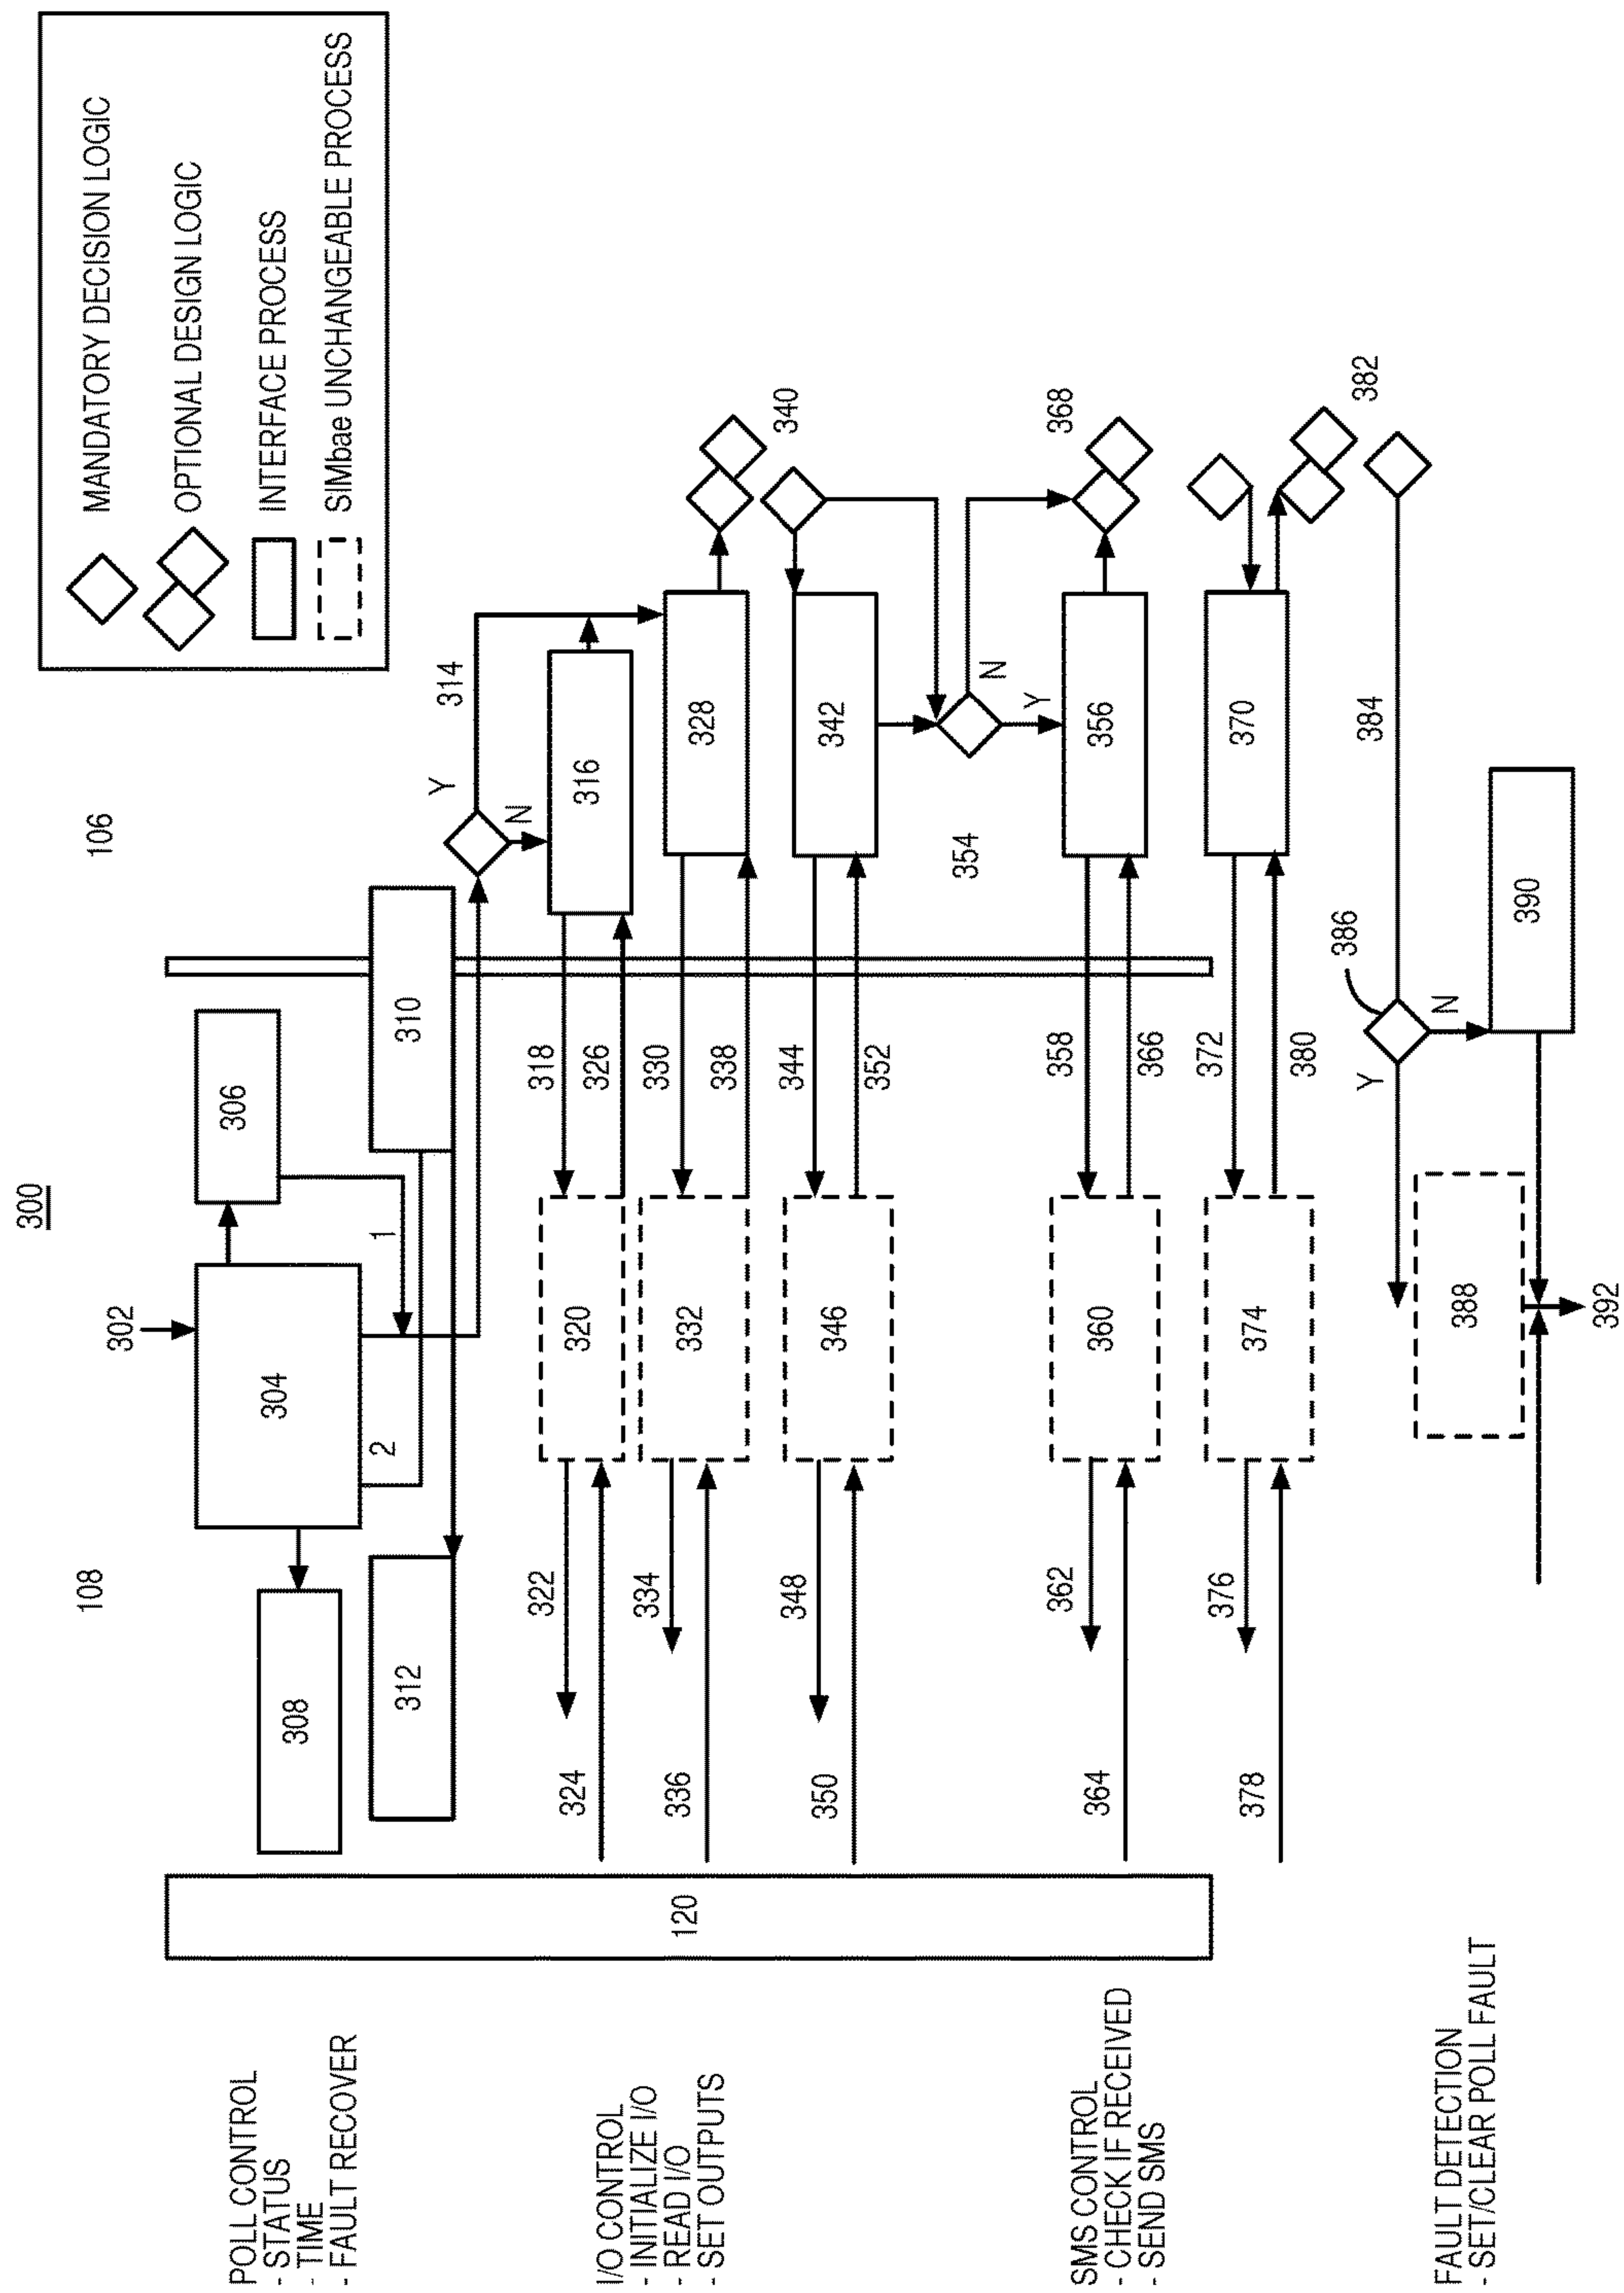 300
108
106
MANDATORY DECISION LOGIC
OPTIONAL DESIGN LOGIC
INTERFACE PROCESS
SIMbae UNCHANGEABLE PROCESS
POLL CONTROL
- STATUS
- TIME
- FAULT RECOVER
302
304
306
308
310
312
1
2
Y
314
N
316
318
320
322
324
326
I/O CONTROL
- INITIALIZE I/O
- READ I/O
- SET OUTPUTS
120
328
330
332
334
336
338
340
342
344
346
348
350
352
354
N
Y
SMS CONTROL
- CHECK IF RECEIVED
- SEND SMS
356
358
360
362
364
366
368
370
372
374
376
378
380
382
384
FAULT DETECTION
- SET/CLEAR POLL FAULT
386
Y
N
388
390
392